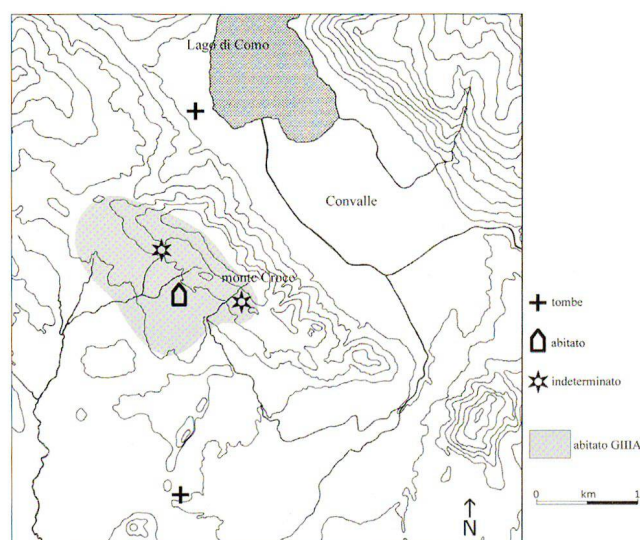 Lago di Como
Convalle
monte Croce
tombe
abitato
indeterminato
abitato GIIIA
0 km 1
N